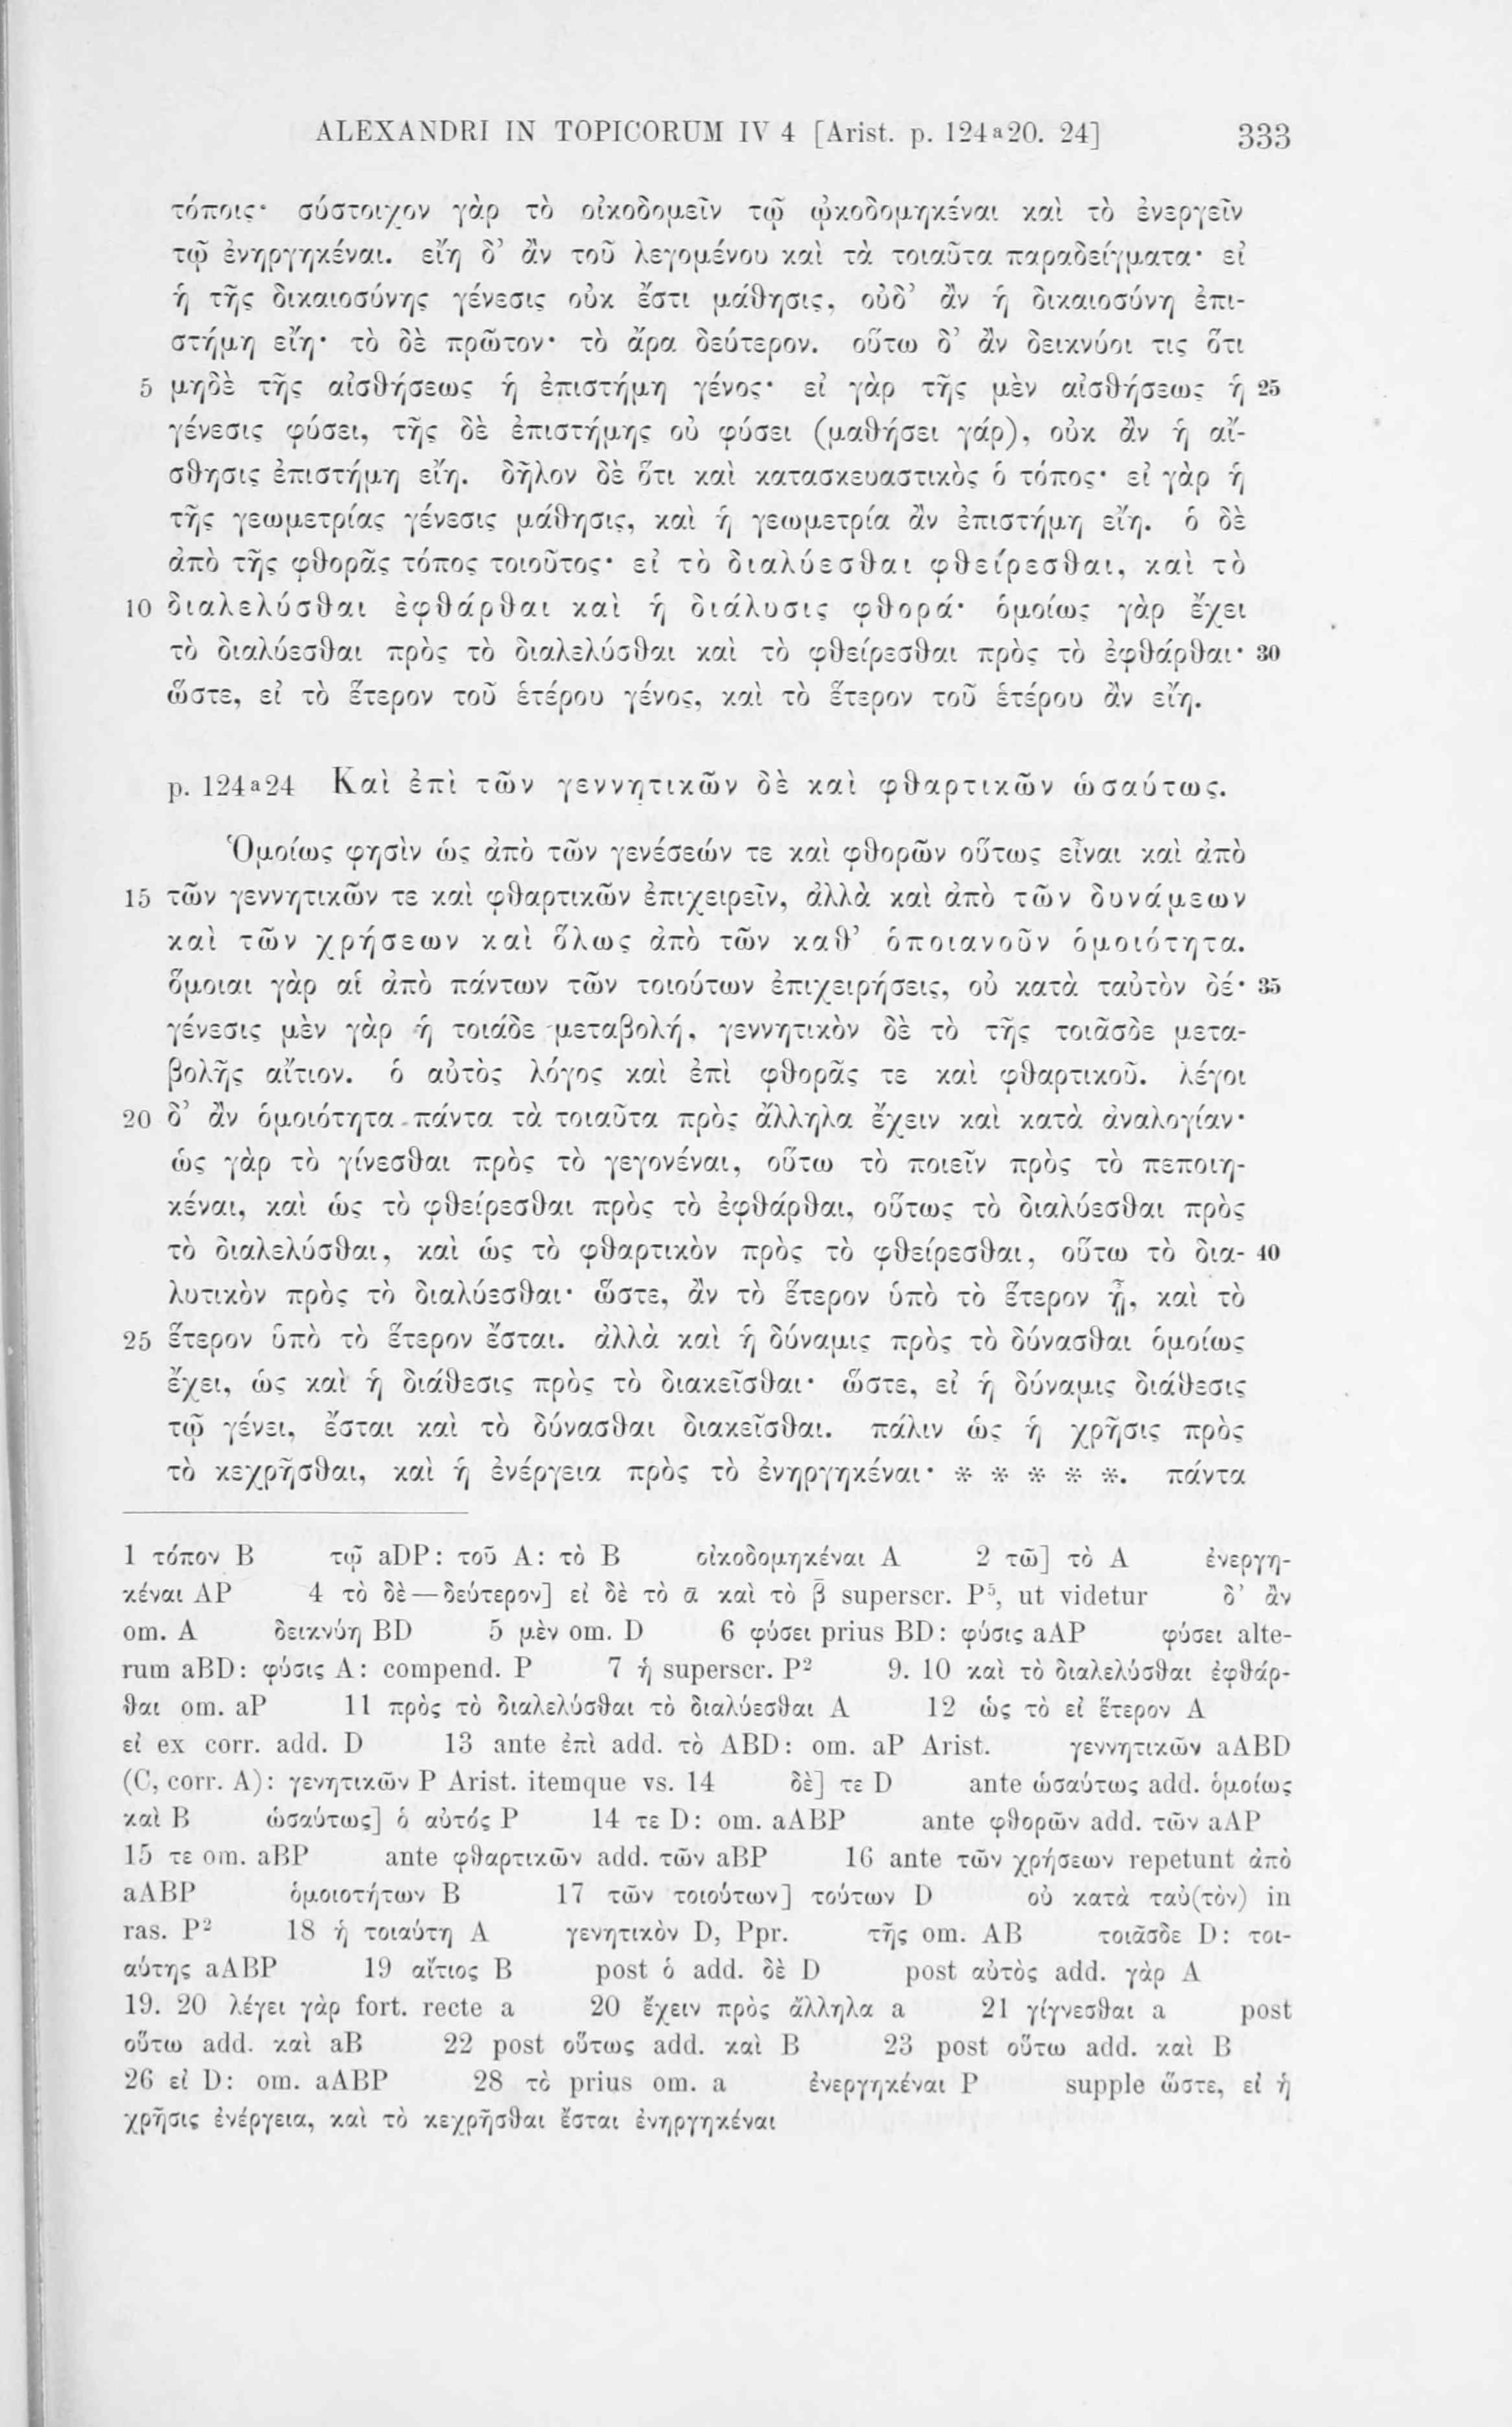 ALEXANDRI IN TOPICORUM IV 4 [Arist. p. 124a20. 24] 333
τόποις· σύστοιχον γὰρ τὸ οἰκοδομεῖν τῷ ᾠκοδομηκέναι καὶ τὸ ἐνεργεῖν
τῷ ἐνηργηκέναι. εἴη δ’ ἂν τοῦ λεγομένου καὶ τὰ τοιαῦτα παραδείγματα· εἰ
ἡ τῆς δικαιοσύνης γένεσις οὐκ ἔστι μάθησις, οὐδ’ ἂν ἡ δικαιοσύνη ἐπι-
στήμη εἴη· τὸ δὲ πρῶτον· τὸ ἄρα δεύτερον. οὕτω δ’ ἂν δεικνύοι τις ὅτι
5 μηδὲ τῆς αἰσθήσεως ἡ ἐπιστήμη γένος· εἰ γὰρ τῆς μὲν αἰσθήσεως ἡ 25
γένεσις φύσει, τῆς δὲ ἐπιστήμης οὐ φύσει (μαθήσει γάρ), οὐκ ἂν ἡ αἴ-
σθησις ἐπιστήμη εἴη. δῆλον δὲ ὅτι καὶ κατασκευαστικὸς ὁ τόπος· εἰ γὰρ ἡ
τῆς γεωμετρίας γένεσις μάθησις, καὶ ἡ γεωμετρία ἂν ἐπιστήμη εἴη. ὁ δὲ
ἀπὸ τῆς φθορᾶς τόπος τοιοῦτος· εἰ τὸ διαλύεσθαι φθείρεσθαι, καὶ τὸ
10 διαλελύσθαι ἐφθάρθαι καὶ ἡ διάλυσις φθορά· ὁμοίως γὰρ ἔχει
τὸ διαλύεσθαι πρὸς τὸ διαλελύσθαι καὶ τὸ φθείρεσθαι πρὸς τὸ ἐφθάρθαι· 30
ὥστε, εἰ τὸ ἕτερον τοῦ ἑτέρου γένος, καὶ τὸ ἕτερον τοῦ ἑτέρου ἂν εἴη.
p. 124a24 Καὶ ἐπὶ τῶν γεννητικῶν δὲ καὶ φθαρτικῶν ὡσαύτως.
Ὁμοίως φησὶν ὡς ἀπὸ τῶν γενέσεών τε καὶ φθορῶν οὕτως εἶναι καὶ ἀπὸ
15 τῶν γεννητικῶν τε καὶ φθαρτικῶν ἐπιχειρεῖν, ἀλλὰ καὶ ἀπὸ τῶν δυνάμεων
καὶ τῶν χρήσεων καὶ ὅλως ἀπὸ τῶν καθ’ ὁποιανοῦν ὁμοιότητα.
ὅμοιαι γὰρ αἱ ἀπὸ πάντων τῶν τοιούτων ἐπιχειρήσεις, οὐ κατὰ ταὐτὸν δέ· 35
γένεσις μὲν γὰρ ἡ τοιάδε μεταβολή, γεννητικὸν δὲ τὸ τῆς τοιᾶσδε μετα-
βολῆς αἴτιον. ὁ αὐτὸς λόγος καὶ ἐπὶ φθορᾶς τε καὶ φθαρτικοῦ. λέγοι
20 δ’ ἂν ὁμοιότητα πάντα τὰ τοιαῦτα πρὸς ἄλληλα ἔχειν καὶ κατὰ ἀναλογίαν·
ὡς γὰρ τὸ γίνεσθαι πρὸς τὸ γεγονέναι, οὕτω τὸ ποιεῖν πρὸς τὸ πεποιη-
κέναι, καὶ ὡς τὸ φθείρεσθαι πρὸς τὸ ἐφθάρθαι, οὕτως τὸ διαλύεσθαι πρὸς
τὸ διαλελύσθαι, καὶ ὡς τὸ φθαρτικὸν πρὸς τὸ φθείρεσθαι, οὕτω τὸ δια- 40
λυτικὸν πρὸς τὸ διαλύεσθαι· ὥστε, ἂν τὸ ἕτερον ὑπὸ τὸ ἕτερον ᾖ, καὶ τὸ
25 ἕτερον ὑπὸ τὸ ἕτερον ἔσται. ἀλλὰ καὶ ἡ δύναμις πρὸς τὸ δύνασθαι ὁμοίως
ἔχει, ὡς καὶ ἡ διάθεσις πρὸς τὸ διακεῖσθαι· ὥστε, εἰ ἡ δύναμις διάθεσις
τῷ γένει, ἔσται καὶ τὸ δύνασθαι διακεῖσθαι. πάλιν ὡς ἡ χρῆσις πρὸς
τὸ κεχρῆσθαι, καὶ ἡ ἐνέργεια πρὸς τὸ ἐνηργηκέναι· * * * * *. πάντα
1 τόπον B τῷ aDP: τοῦ A: τὸ B οἰκοδομηκέναι A 2 τῶ] τὸ A ἐνεργη-
κέναι AP 4 τὸ δὲ — δεύτερον] εἰ δὲ τὸ ᾱ καὶ τὸ β̄ superscr. P⁵, ut videtur δ’ ἂν
om. A δεικνύη BD 5 μὲν om. D 6 φύσει prius BD: φύσις aAP φύσει alte-
rum aBD: φύσις A: compend. P 7 ἡ superscr. P² 9. 10 καὶ τὸ διαλελύσθαι ἐφθάρ-
θαι om. aP 11 πρὸς τὸ διαλελύσθαι τὸ διαλύεσθαι A 12 ὡς τὸ εἰ ἕτερον A
εἰ ex corr. add. D 13 ante ἐπὶ add. τὸ ABD: om. aP Arist. γεννητικῶν aABD
(C, corr. A): γενητικῶν P Arist. itemque vs. 14 δὲ] τε D ante ὡσαύτως add. ὁμοίως
καὶ B ὡσαύτως] ὁ αὐτός P 14 τε D: om. aABP ante φθορῶν add. τῶν aAP
15 τε om. aBP ante φθαρτικῶν add. τῶν aBP 16 ante τῶν χρήσεων repetunt ἀπὸ
aABP ὁμοιοτήτων B 17 τῶν τοιούτων] τούτων D οὐ κατὰ ταὐ(τὸν) in
ras. P² 18 ἡ τοιαύτη A γενητικὸν D, Ppr. τῆς om. AB τοιᾶσδε D: τοι-
αύτης aABP 19 αἴτιος B post ὁ add. δὲ D post αὐτὸς add. γὰρ A
19. 20 λέγει γὰρ fort. recte a 20 ἔχειν πρὸς ἄλληλα a 21 γίγνεσθαι a post
οὕτω add. καὶ aB 22 post οὕτως add. καὶ B 23 post οὕτω add. καὶ B
26 εἰ D: om. aABP 28 τὸ prius om. a ἐνεργηκέναι P supple ὥστε, εἰ ἡ
χρῆσις ἐνέργεια, καὶ τὸ κεχρῆσθαι ἔσται ἐνηργηκέναι